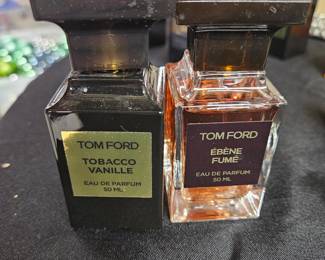 TOM FORD
TOBACCO
VANILLE
EAU DE PARFUM
50 ML
TOM FORD
ÉBÈNE
FUMÉ
EAU DE PARFUM
50 ML